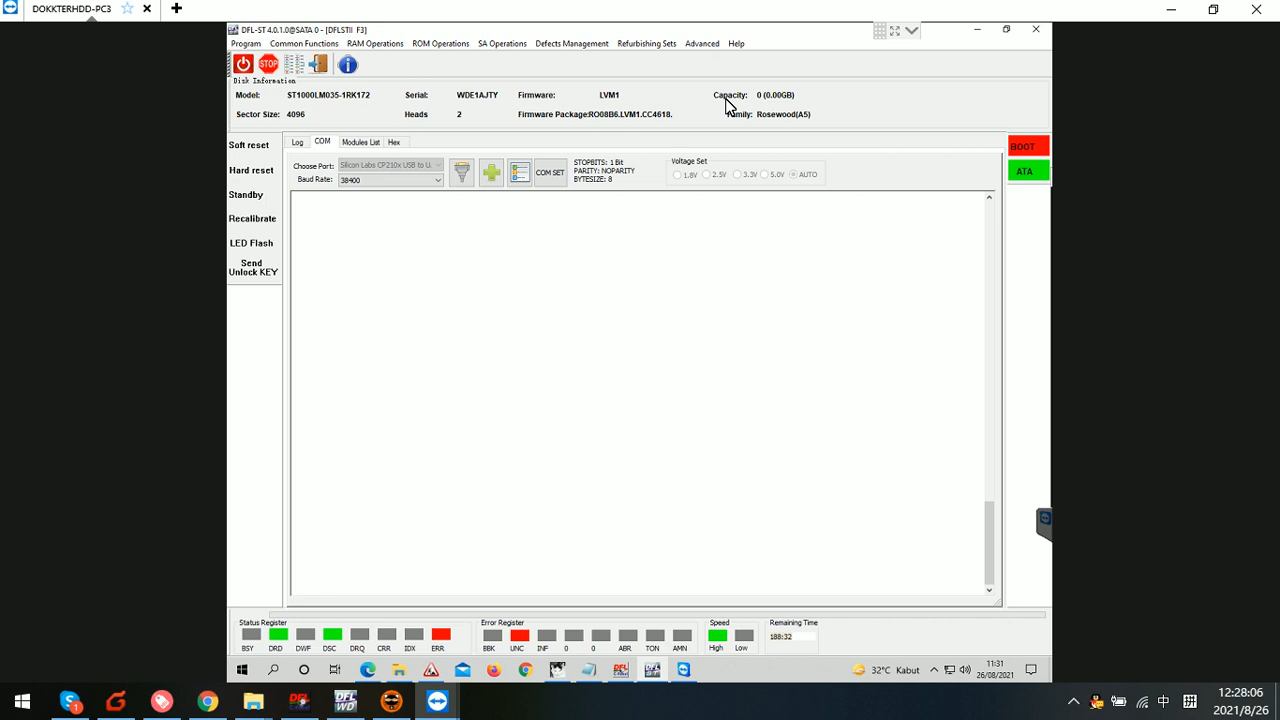 DOKKTERHDD-PC3
DFL-ST 4.0.1.0@SATA 0 - [DFLSTII F3]
Program Common Functions RAM Operations ROM Operations SA Operations Defects Management Refurbishing Sets Advanced Help
STOP
Disk Information
Model: ST1000LM035-1RK172 Serial: WDE1AJTY Firmware: LVM1 Capacity: 0 (0.00GB)
Sector Size: 4096 Heads 2 Firmware Package:RO08B6.LVM1.CC4618. Family: Rosewood(A5)
Soft reset
Hard reset
Standby
Recalibrate
LED Flash
Send
Unlock KEY
Log COM Modules List Hex
Choose Port: Silicon Labs CP210x USB to U.
Baud Rate: 38400
COM SET
STOPBITS: 1 Bit
PARITY: NOPARITY
BYTESIZE: 8
Voltage Set
1.8V 2.5V 3.3V 5.0V AUTO
BOOT
ATA
Status Register
BSY DRD DWF DSC DRQ CRR IDX ERR
Error Register
BBK UNC INF 0 0 ABR TON AMN
Speed
High Low
Remaining Time
188:32
32°C Kabut
11:31
26/08/2021
DFL
WD
1
中
12:28:06
2021/8/26